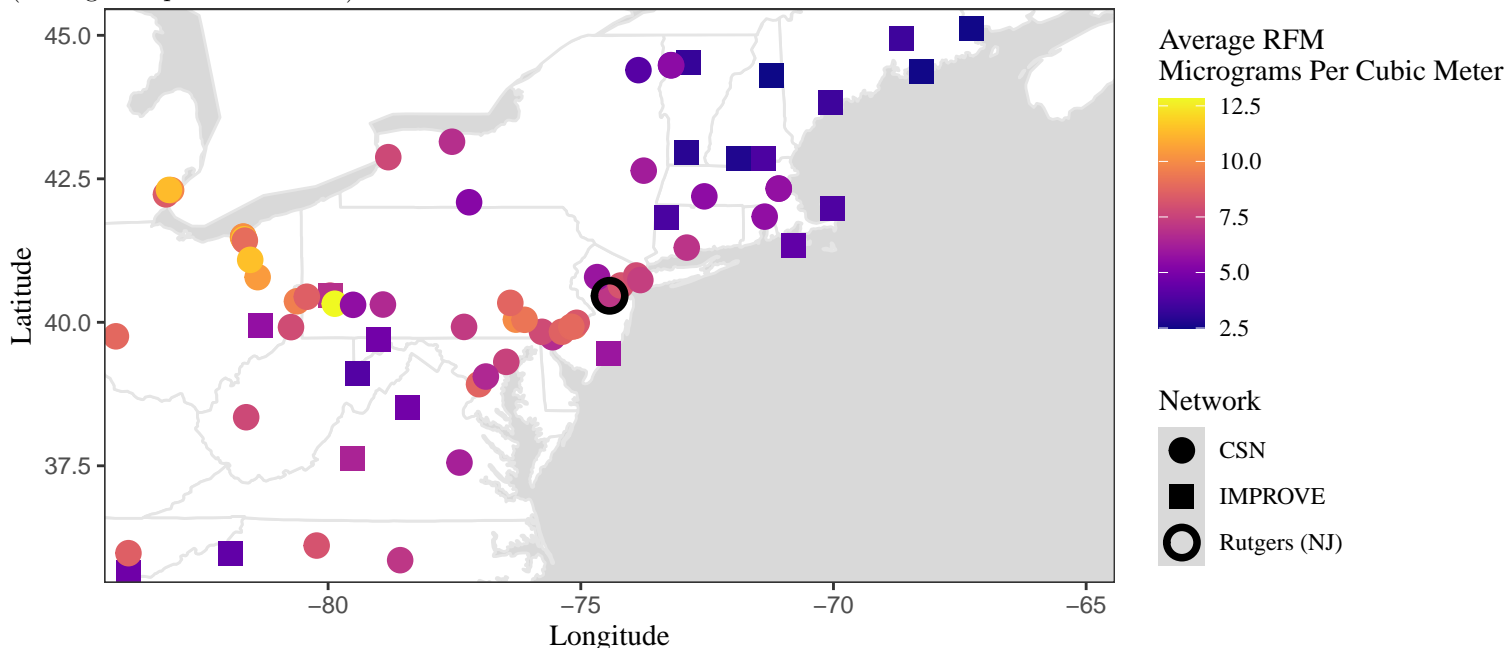 45.0
42.5
40.0
37.5
Latitude
−80
−75
−70
−65
Longitude
Average RFM
Micrograms Per Cubic Meter
12.5
10.0
7.5
5.0
2.5
Network
CSN
IMPROVE
Rutgers (NJ)